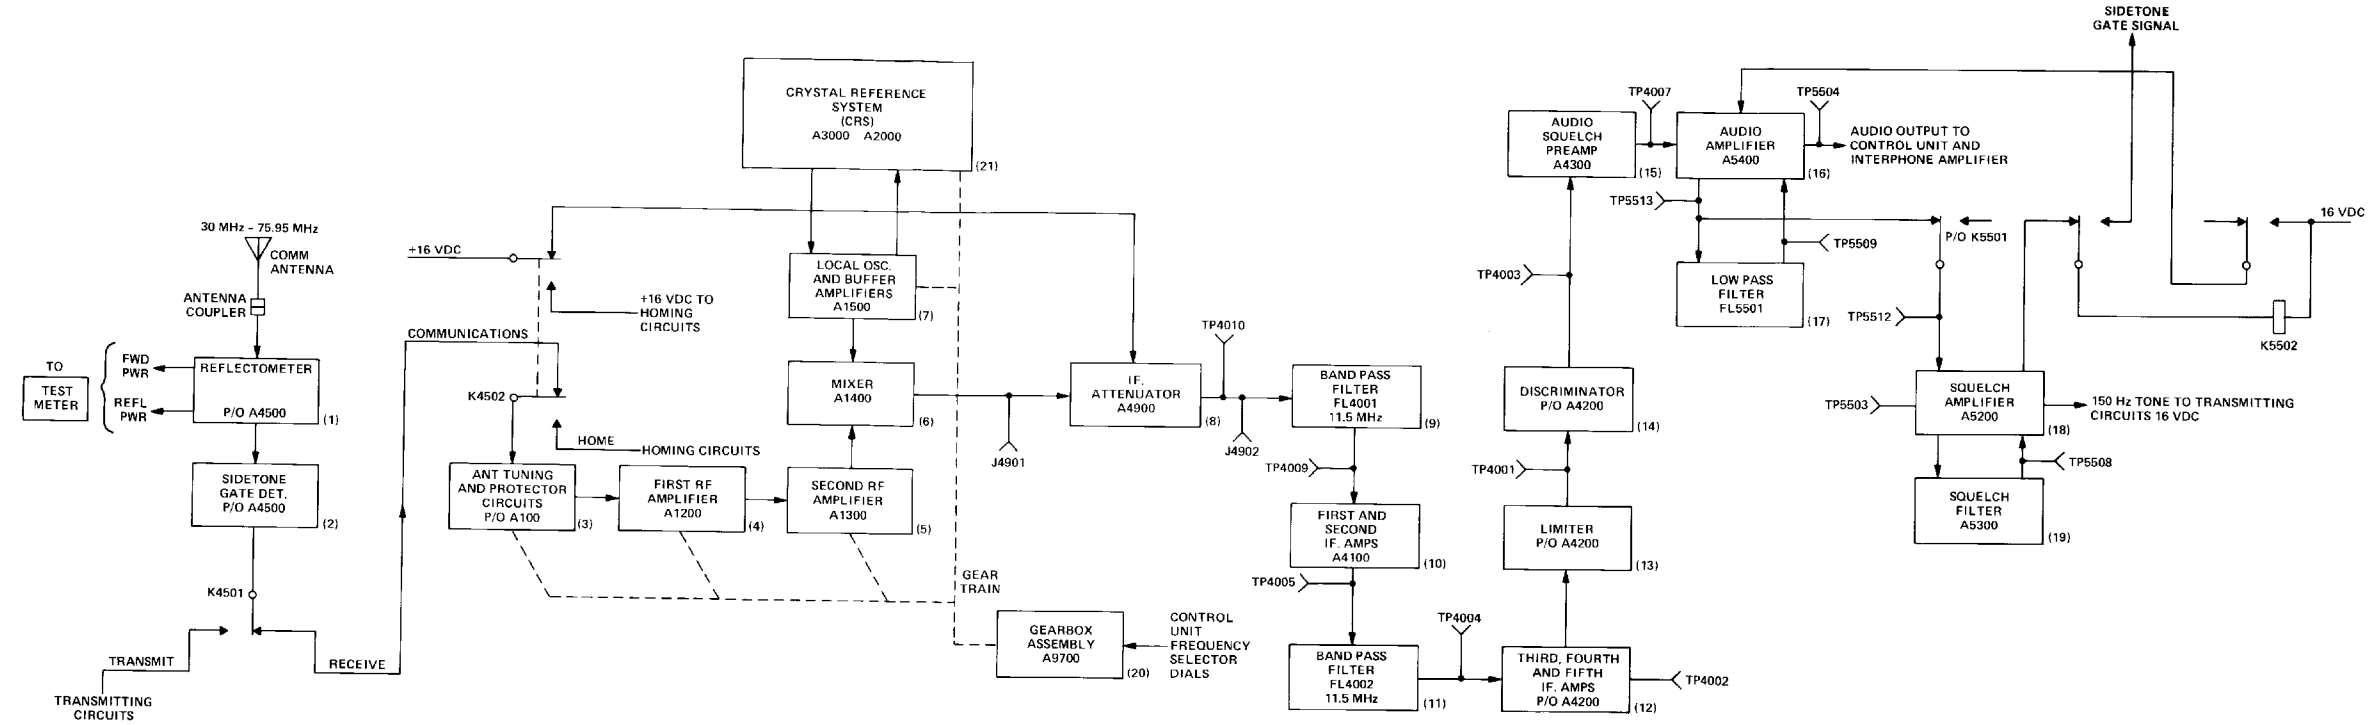 SIDETONE
GATE SIGNAL
CRYSTAL REFERENCE
SYSTEM
(CRS)
A3000 A2000
(21)
30 MHz - 75.95 MHz
COMM
ANTENNA
ANTENNA
COUPLER
TO
TEST
METER
FWD
PWR
REFL
PWR
REFLECTOMETER
P/O A4500
(1)
SIDETONE
GATE DET.
P/O A4500
(2)
K4501
TRANSMIT
TRANSMITTING
CIRCUITS
RECEIVE
COMMUNICATIONS
+16 VDC
+16 VDC TO
HOMING
CIRCUITS
K4502
HOME
HOMING CIRCUITS
ANT TUNING
AND PROTECTOR
CIRCUITS
P/O A100
(3)
FIRST RF
AMPLIFIER
A1200
(4)
SECOND RF
AMPLIFIER
A1300
(5)
MIXER
A1400
(6)
LOCAL OSC.
AND BUFFER
AMPLIFIERS
A1500
(7)
GEAR
TRAIN
GEARBOX
ASSEMBLY
A9700
(20)
CONTROL
UNIT
FREQUENCY
SELECTOR
DIALS
J4901
I.F.
ATTENUATOR
A4900
(8)
TP4010
J4902
BAND PASS
FILTER
FL4001
11.5 MHz
(9)
TP4009
FIRST AND
SECOND
IF. AMPS
A4100
(10)
TP4005
BAND PASS
FILTER
FL4002
11.5 MHz
(11)
TP4004
THIRD, FOURTH
AND FIFTH
IF. AMPS
P/O A4200
(12)
TP4002
LIMITER
P/O A4200
(13)
TP4001
DISCRIMINATOR
P/O A4200
(14)
TP4003
AUDIO
SQUELCH
PREAMP
A4300
(15)
TP4007
AUDIO
AMPLIFIER
A5400
(16)
TP5504
AUDIO OUTPUT TO
CONTROL UNIT AND
INTERPHONE AMPLIFIER
TP5513
TP5509
LOW PASS
FILTER
FL5501
(17)
P/O K5501
16 VDC
K5502
TP5512
TP5503
SQUELCH
AMPLIFIER
A5200
(18)
150 Hz TONE TO TRANSMITTING
CIRCUITS 16 VDC
TP5508
SQUELCH
FILTER
A5300
(19)